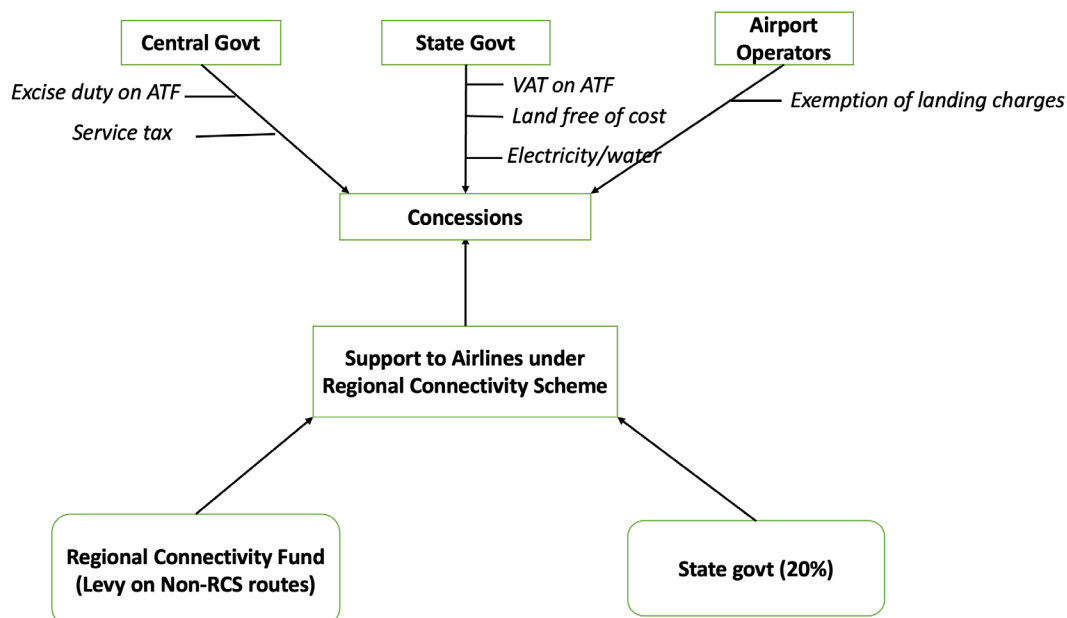 Central Govt
State Govt
Airport
Operators
Excise duty on ATF
Service tax
VAT on ATF
Land free of cost
Electricity/water
Exemption of landing charges
Concessions
Support to Airlines under
Regional Connectivity Scheme
Regional Connectivity Fund
(Levy on Non-RCS routes)
State govt (20%)